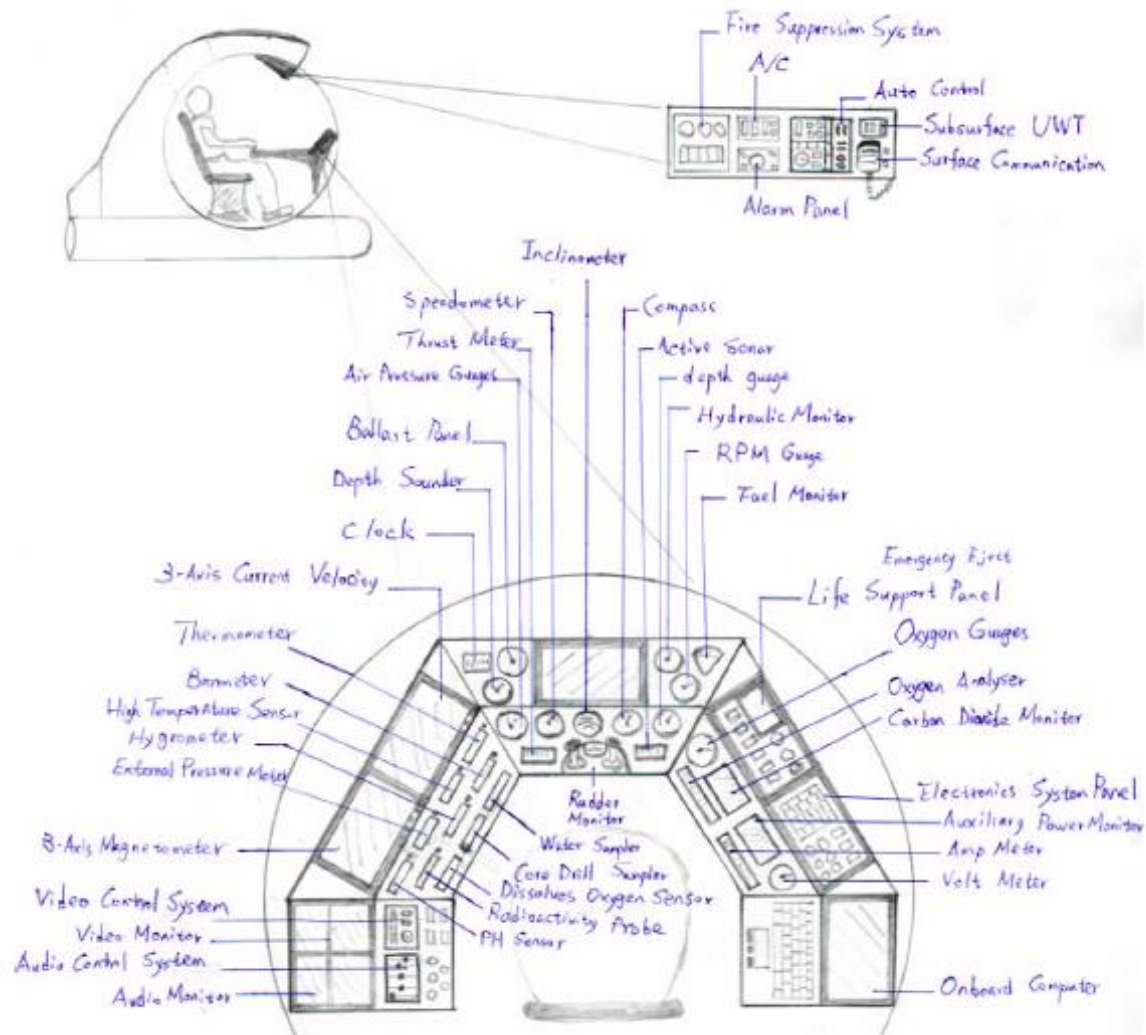 Fire Suppression System
A/C
Auto Control
Subsurface UWT
Surface Communication
Alarm Panel
Inclinometer
Speedometer
Compass
Thrust Meter
Active Sonar
Air Pressure Guages
depth guage
Hydraulic Monitor
Ballast Panel
RPM Guage
Depth Sounder
Fuel Monitor
Clock
Emergency Eject
3-Axis Current Velocity
Life Support Panel
Thermometer
Oxygen Guages
Barometer
Oxygen Analyser
High Temperature Sensor
Carbon Dioxide Monitor
Hygrometer
External Pressure Meter
Electronics System Panel
Rudder
Monitor
Auxiliary Power Monitor
Water Sampler
3-Axis Magnetometer
Amp Meter
Core Drill Sampler
Volt Meter
Dissolves Oxygen Sensor
Video Control System
Radioactivity Probe
Video Monitor
PH Sensor
Audio Control System
Onboard Computer
Audio Monitor